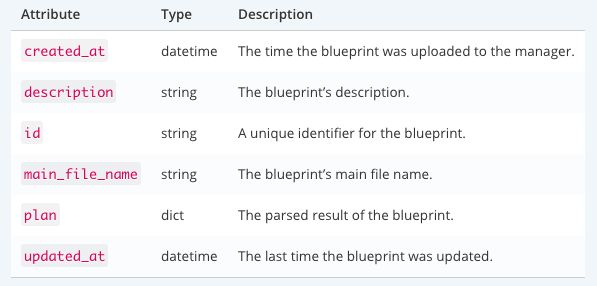 Attribute Type Description
created_at datetime The time the blueprint was uploaded to the manager.
description string The blueprint’s description.
id string A unique identifier for the blueprint.
main_file_name string The blueprint’s main file name.
plan dict The parsed result of the blueprint.
updated_at datetime The last time the blueprint was updated.